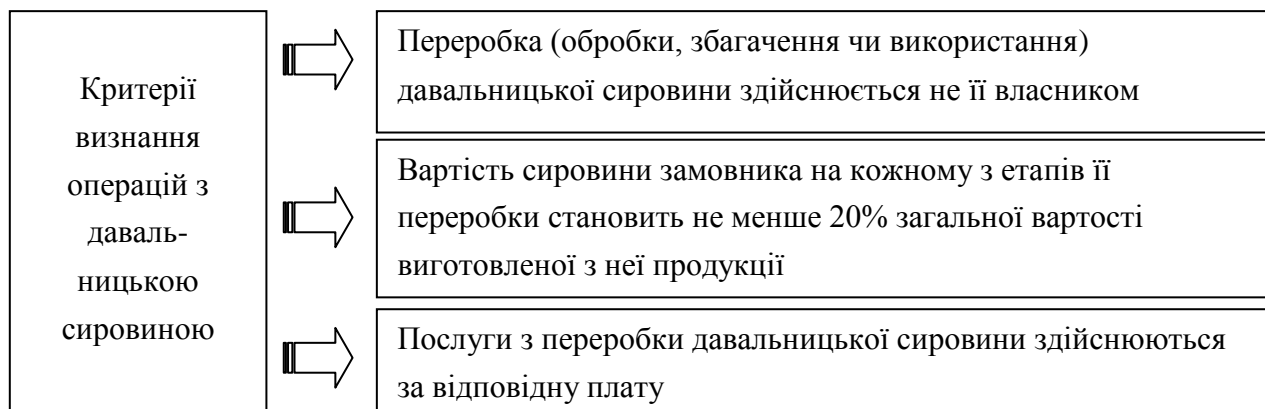 Критерії
визнання
операцій з
даваль-
ницькою
сировиною
Переробка (обробки, збагачення чи використання)
давальницької сировини здійснюється не її власником
Вартість сировини замовника на кожному з етапів її
переробки становить не менше 20% загальної вартості
виготовленої з неї продукції
Послуги з переробки давальницької сировини здійснюються
за відповідну плату